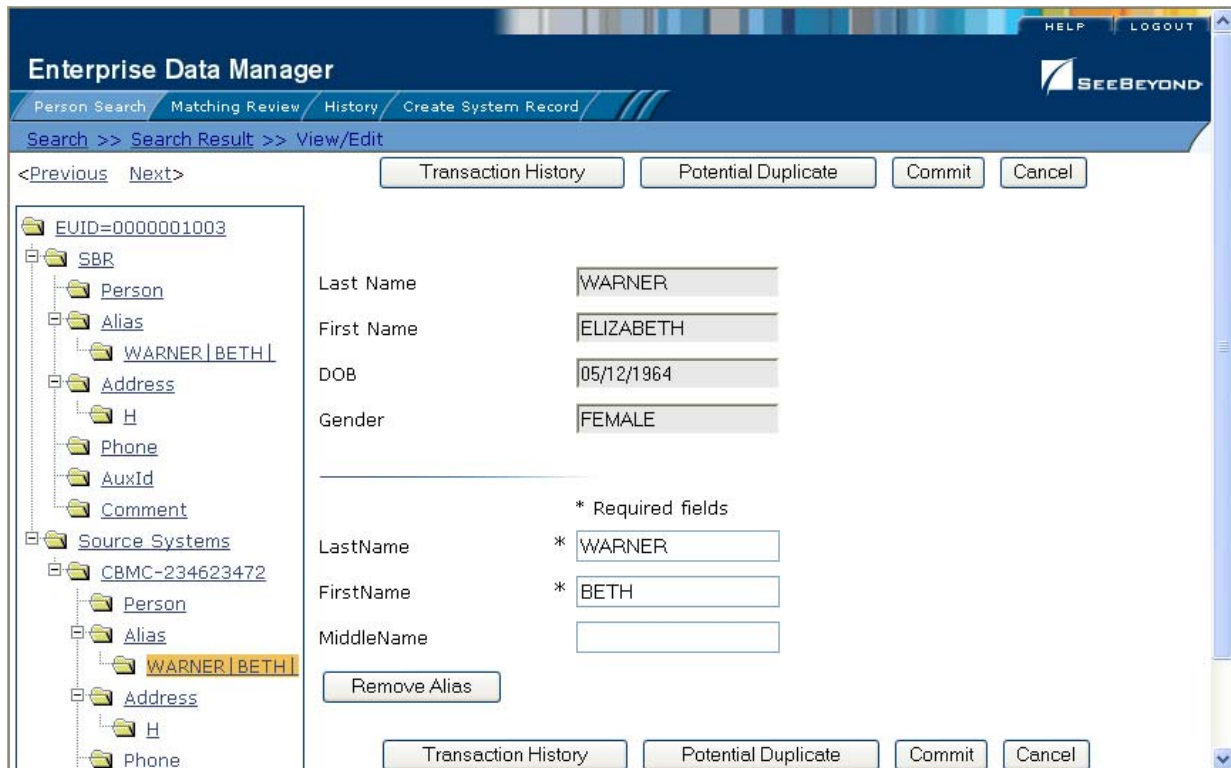 HELP LOGOUT
Enterprise Data Manager
SEEBEYOND
Person Search Matching Review History Create System Record
Search >> Search Result >> View/Edit
<Previous Next> Transaction History Potential Duplicate Commit Cancel
EUID=0000001003
SBR
Person
Alias
WARNER|BETH|
Address
H
Phone
AuxId
Comment
Source Systems
CBMC-234623472
Person
Alias
WARNER|BETH|
Address
H
Phone
Last Name WARNER
First Name ELIZABETH
DOB 05/12/1964
Gender FEMALE
* Required fields
LastName * WARNER
FirstName * BETH
MiddleName
Remove Alias
Transaction History Potential Duplicate Commit Cancel